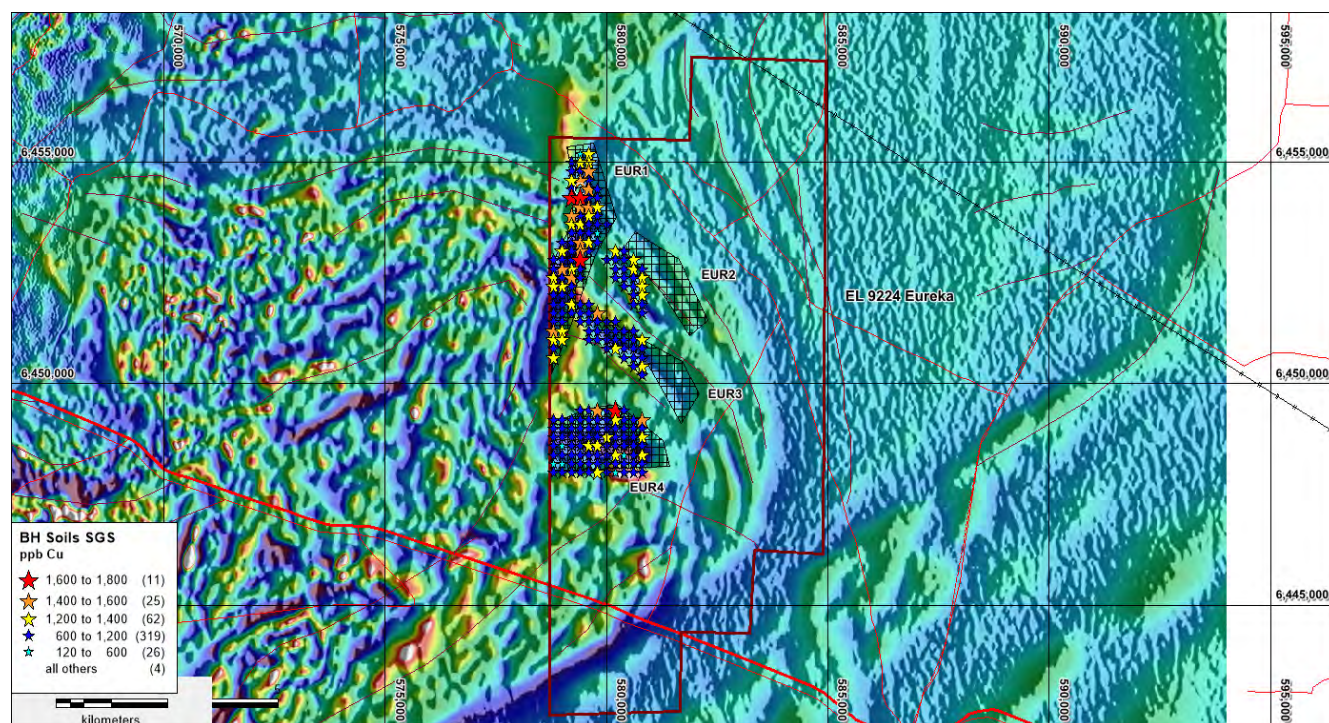 570,000
575,000
580,000
585,000
590,000
595,000
6,455,000
6,455,000
EUR1
EUR2
EL 9224 Eureka
6,450,000
6,450,000
EUR3
EUR4
6,445,000
BH Soils SGS
ppb Cu
1,600 to 1,800 (11)
1,400 to 1,600 (25)
1,200 to 1,400 (62)
600 to 1,200 (319)
120 to 600 (26)
all others (4)
kilometers
575,000
580,000
585,000
590,000
595,000